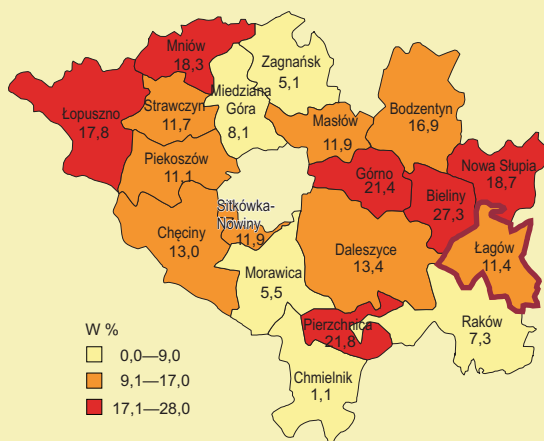 Mniów
18,3
Zagnańsk
5,1
Łopuszno
17,8
Strawczyn
11,7
Miedziana
Góra
8,1
Bodzentyn
16,9
Masłów
11,9
Piekoszów
11,1
Górno
21,4
Nowa Słupia
18,7
Bieliny
27,3
Sitkówka-
Nowiny
11,9
Chęciny
13,0
Daleszyce
13,4
Łagów
11,4
Morawica
5,5
Pierzchnica
21,8
Raków
7,3
Chmielnik
1,1
W %
0,0—9,0
9,1—17,0
17,1—28,0